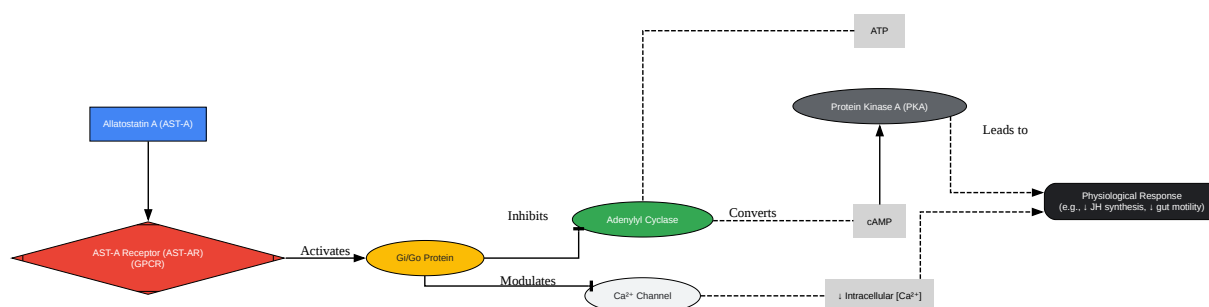 ATP
Protein Kinase A (PKA)
Allatostatin A (AST-A)
Leads to
Physiological Response
(e.g., ↓ JH synthesis, ↓ gut motility)
Inhibits
Adenylyl Cyclase
Converts
cAMP
AST-A Receptor (AST-AR)
(GPCR)
Activates
Gi/Go Protein
Modulates
Ca²⁺ Channel
↓ Intracellular [Ca²⁺]